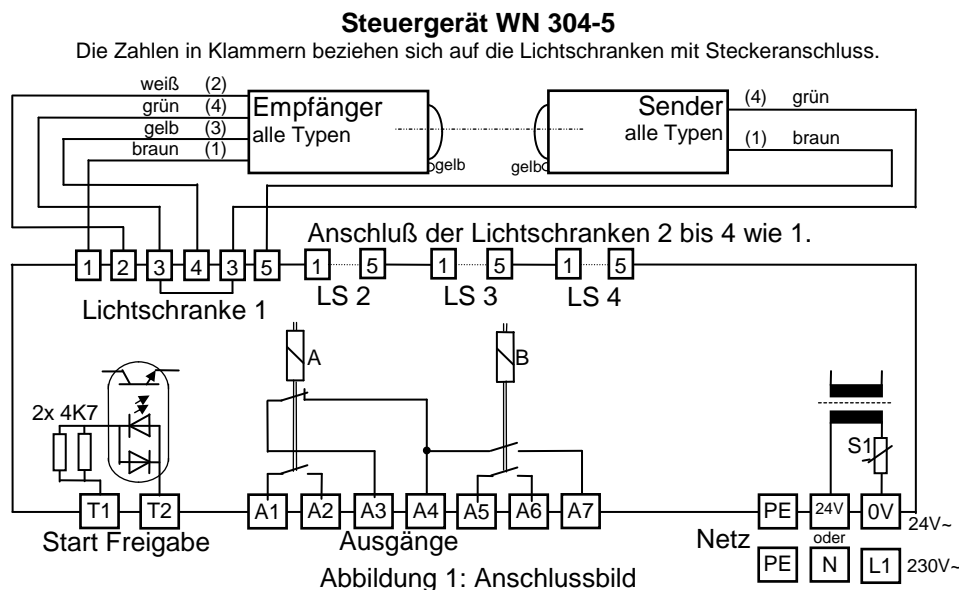 Steuergerät WN 304-5
Die Zahlen in Klammern beziehen sich auf die Lichtschranken mit Steckeranschluss.
weiß (2)
grün (4)
gelb (3)
braun (1)
Empfänger
alle Typen
gelb
Sender
alle Typen
gelb
(4) grün
(1) braun
Anschluß der Lichtschranken 2 bis 4 wie 1.
1 2 3 4 3 5 1 5 1 5 1 5
Lichtschranke 1 LS 2 LS 3 LS 4
A B
2x 4K7
S1
T1 T2 A1 A2 A3 A4 A5 A6 A7 PE 24V 0V 24V~
Start Freigabe Ausgänge Netz oder
PE N L1 230V~
Abbildung 1: Anschlussbild